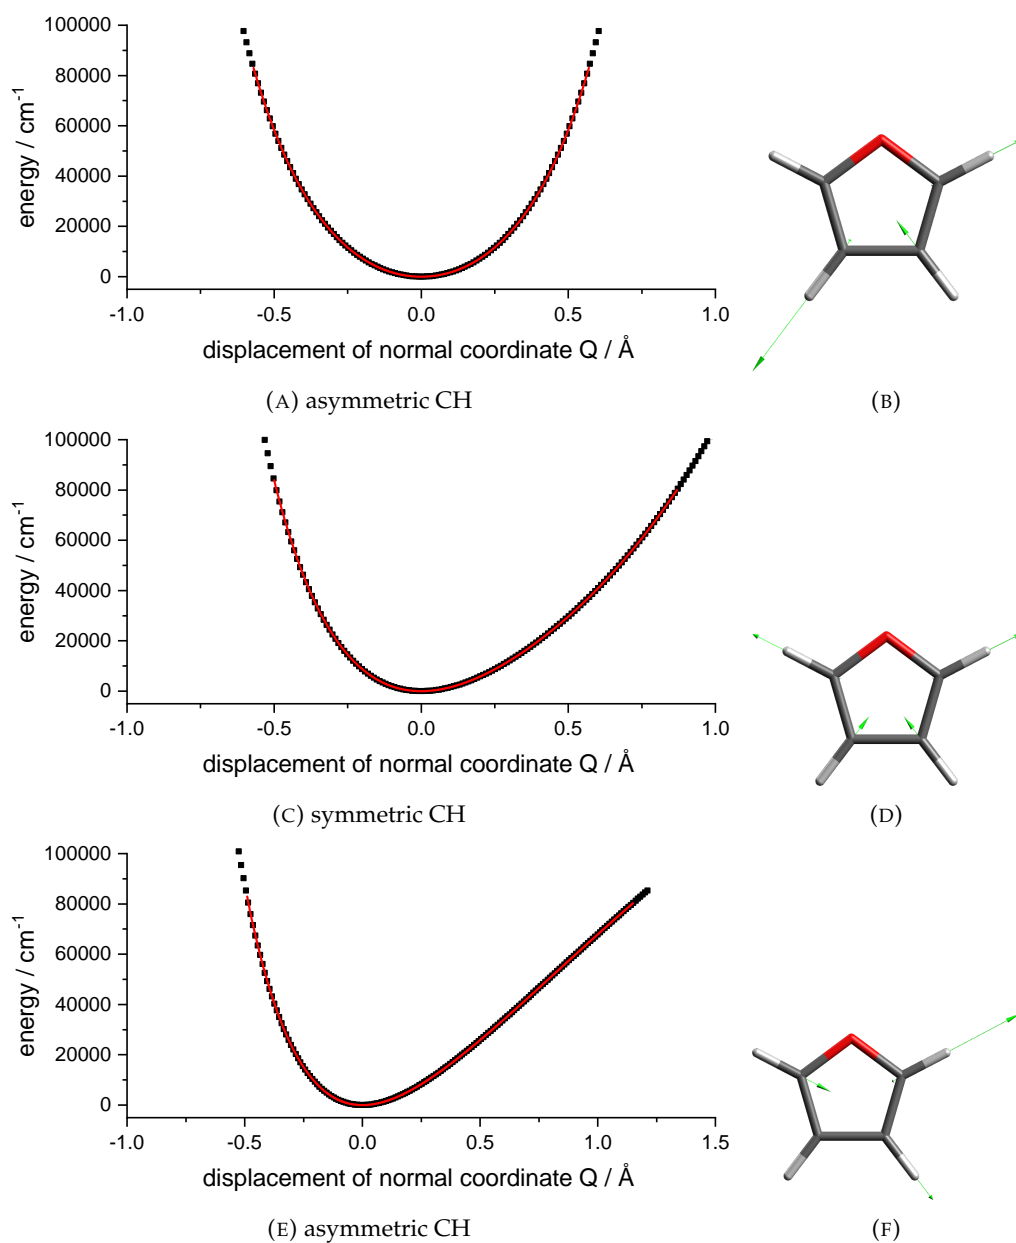 100000
80000
60000
40000
20000
0
energy / cm-1
-1.0 -0.5 0.0 0.5 1.0
displacement of normal coordinate Q / Å
(A) asymmetric CH
(B)
100000
80000
60000
40000
20000
0
energy / cm-1
-1.0 -0.5 0.0 0.5 1.0
displacement of normal coordinate Q / Å
(C) symmetric CH
(D)
100000
80000
60000
40000
20000
0
energy / cm-1
-1.0 -0.5 0.0 0.5 1.0 1.5
displacement of normal coordinate Q / Å
(E) asymmetric CH
(F)